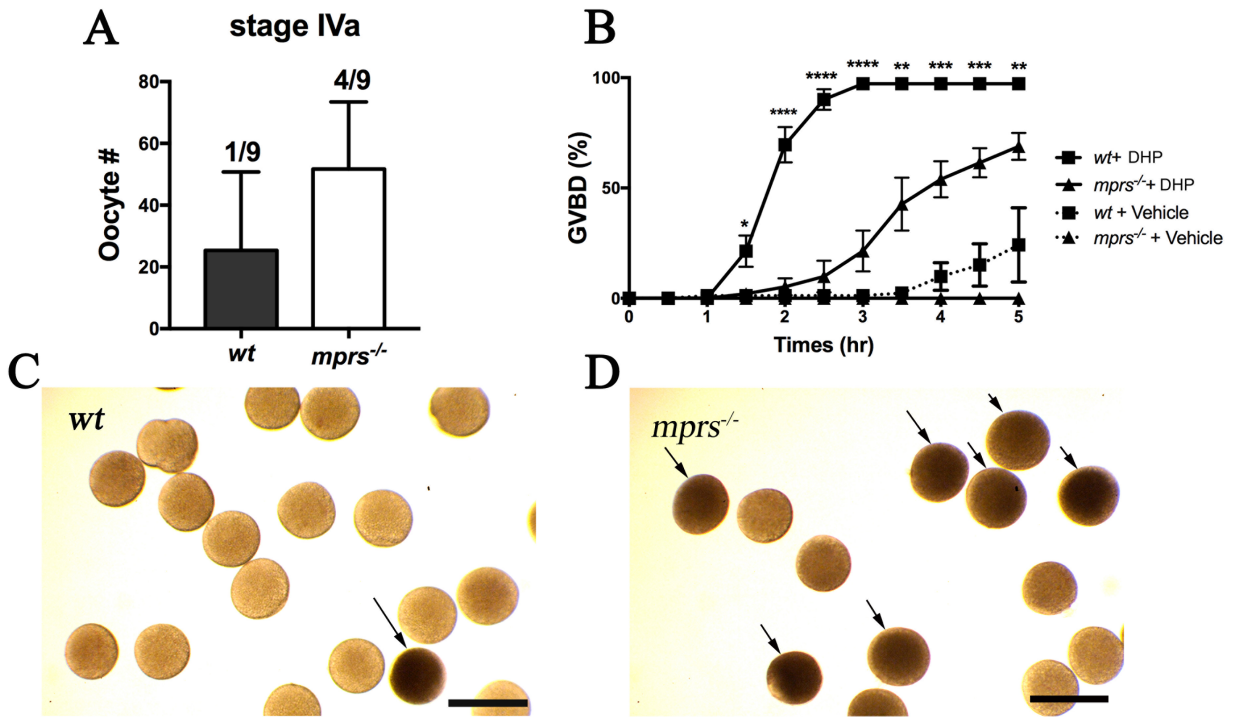 A
stage IVa
80
60
40
20
0
Oocyte #
1/9
4/9
wt
mprs-/-
B
100
50
0
GVBD (%)
*
****
****
****
**
***
***
**
0
1
2
3
4
5
Times (hr)
wt+ DHP
mprs-/-+ DHP
wt + Vehicle
mprs-/- + Vehicle
C
wt
D
mprs-/-